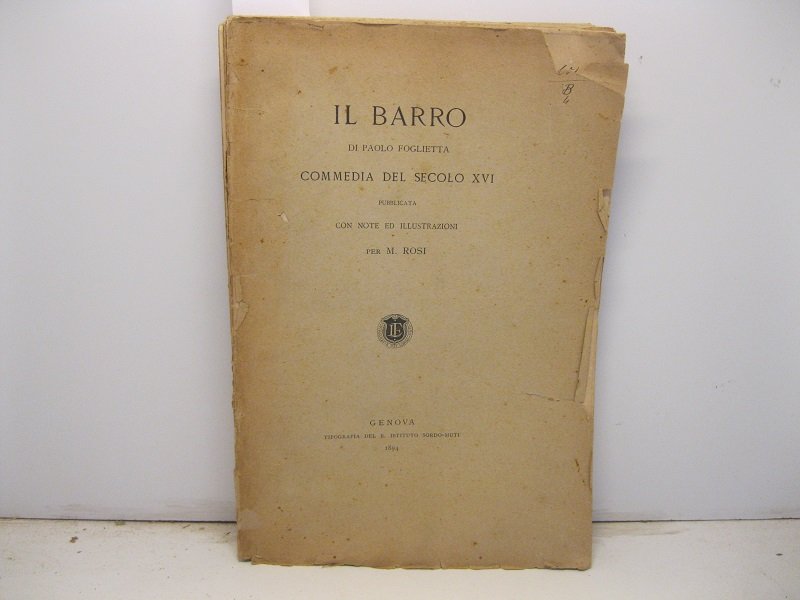 IL BARRO
DI PAOLO FOGLIETTA
COMMEDIA DEL SECOLO XVI
PUBBLICATA
CON NOTE ED ILLUSTRAZIONI
PER M. ROSI
GENOVA
TIPOGRAFIA DEL R. ISTITUTO SORDO-MUTI
1894